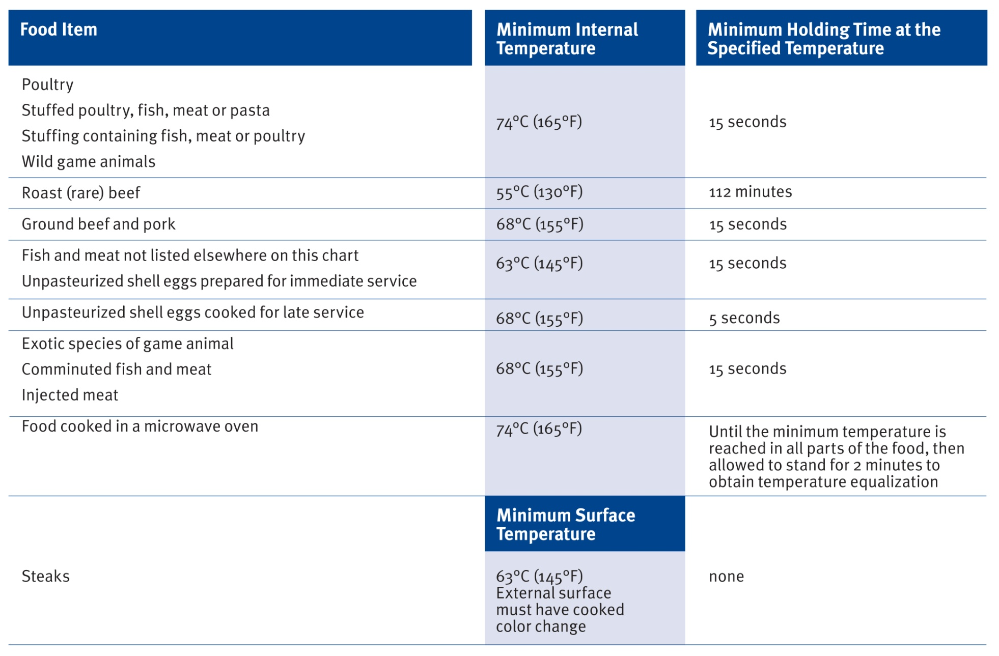 Food Item
Minimum Internal
Temperature
Minimum Holding Time at the
Specified Temperature
Poultry
Stuffed poultry, fish, meat or pasta
Stuffing containing fish, meat or poultry
Wild game animals
74°C (165°F)
15 seconds
Roast (rare) beef
55°C (130°F)
112 minutes
Ground beef and pork
68°C (155°F)
15 seconds
Fish and meat not listed elsewhere on this chart
Unpasteurized shell eggs prepared for immediate service
63°C (145°F)
15 seconds
Unpasteurized shell eggs cooked for late service
68°C (155°F)
5 seconds
Exotic species of game animal
Comminuted fish and meat
Injected meat
68°C (155°F)
15 seconds
Food cooked in a microwave oven
74°C (165°F)
Until the minimum temperature is
reached in all parts of the food, then
allowed to stand for 2 minutes to
obtain temperature equalization
Minimum Surface
Temperature
Steaks
63°C (145°F)
External surface
must have cooked
color change
none